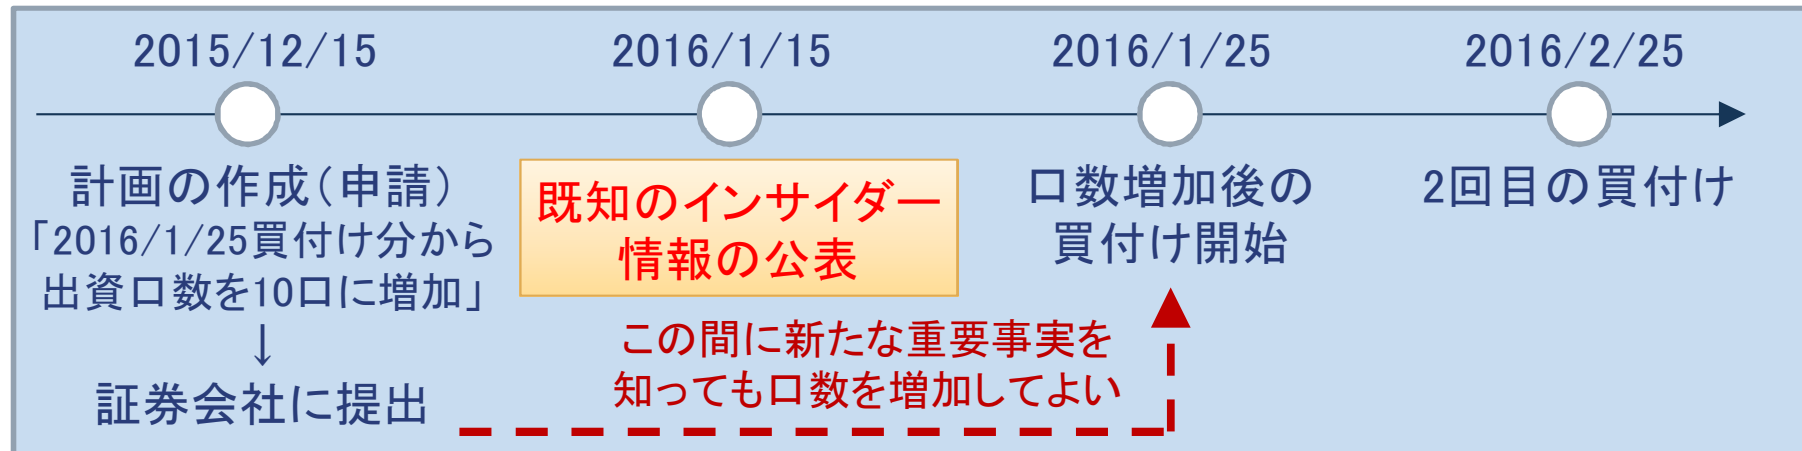 2015/12/15
計画の作成（申請）
「2016/1/25買付け分から
出資口数を10口に増加」
↓
証券会社に提出
2016/1/15
既知のインサイダー
情報の公表
この間に新たな重要事実を
知っても口数を増加してよい
2016/1/25
口数増加後の
買付け開始
2016/2/25
2回目の買付け